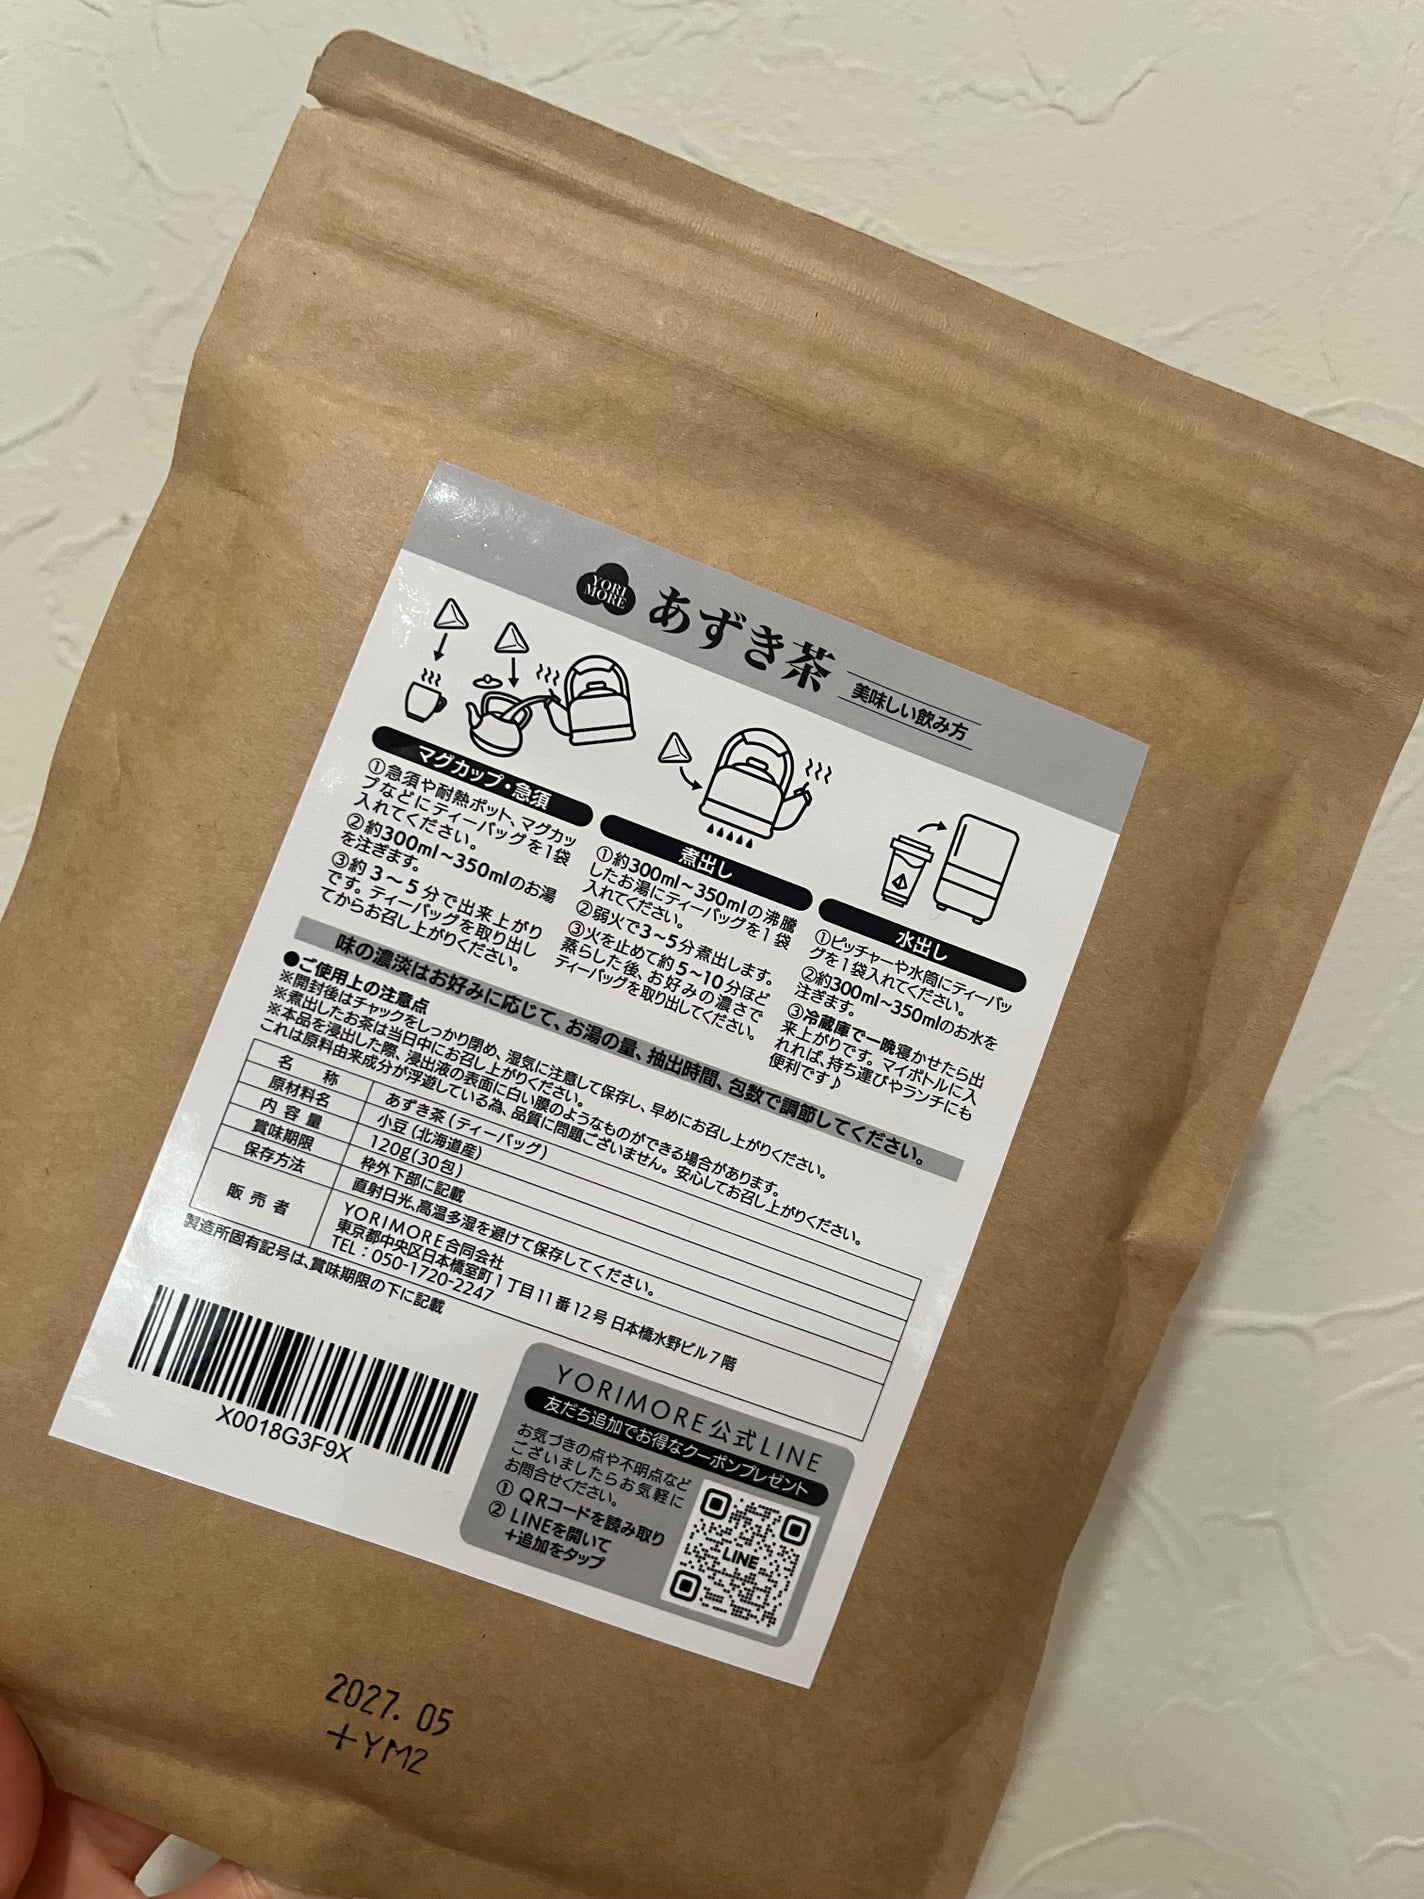 YORI
MORE
あずき茶
美味しい飲み方
マグカップ・急須
①急須や耐熱ポット、マグカッ
プなどにティーバッグを1袋
入れてください。
②約300ml~350mlのお湯
を注ぎます。
③約3~5分で出来上がり
です。ティーバッグを取り出し
てからお召し上がりください。
煮出し
①約300ml~350mlの沸騰
したお湯にティーバッグを1袋
入れてください。
②弱火で3~5分煮出します。
③火を止めて約5~10分ほど
蒸らした後、お好みの濃さで
ティーバッグを取り出してください。
水出し
①ピッチャーや水筒にティーバッ
グを1袋入れてください。
②約300ml~350mlのお水を
注ぎます。
③冷蔵庫で一晩寝かせたら出
来上がりです。マイボトルに入
れれば、持ち運びやランチにも
便利です♪
味の濃淡はお好みに応じて、お湯の量、抽出時間、包数で調節してください。
●ご使用上の注意点
※開封後はチャックをしっかり閉め、湿気に注意して保存し、早めにお召し上がりください。
※煮出したお茶は当日中にお召し上がりください。
※本品を浸出した際、浸出液の表面に白い膜のようなものができる場合があります。
これは原料由来成分が浮遊している為、品質に問題ございません。安心してお召し上がりください。
名称 あずき茶(ティーバッグ)
原材料名 小豆(北海道産)
内容量 120g(30包)
賞味期限 枠外下部に記載
保存方法 直射日光、高温多湿を避けて保存してください。
販売者 YORIMORE合同会社
東京都中央区日本橋室町1丁目11番12号 日本橋水野ビル7階
TEL:050-1720-2247
製造所固有記号は、賞味期限の下に記載
X0018G3F9X
YORIMORE公式LINE
友だち追加でお得なクーポンプレゼント
お気づきの点や不明点など
ございましたらお気軽に
お問合せください。
① QRコードを読み取り
② LINEを開いて
+追加をタップ
LINE
2027.05
+YM2